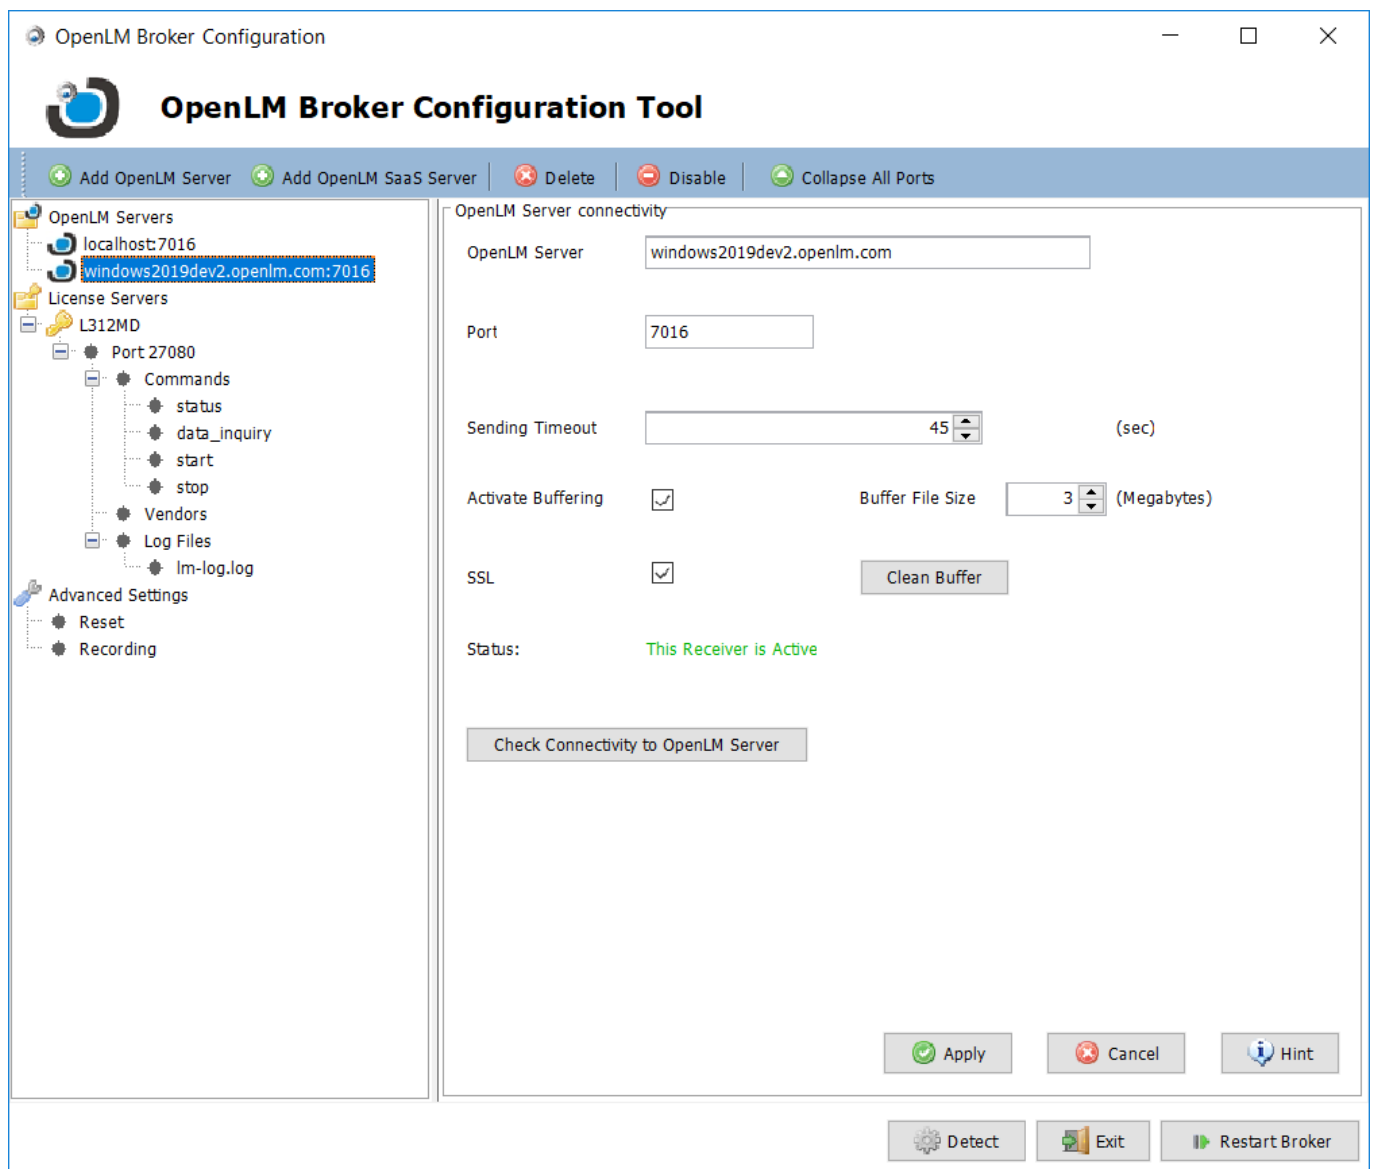 OpenLM Broker Configuration
OpenLM Broker Configuration Tool
Add OpenLM Server Add OpenLM SaaS Server Delete Disable Collapse All Ports
OpenLM Servers
localhost:7016
windows2019dev2.openlm.com:7016
License Servers
L312MD
Port 27080
Commands
status
data_inquiry
start
stop
Vendors
Log Files
lm-log.log
Advanced Settings
Reset
Recording
OpenLM Server connectivity
OpenLM Server windows2019dev2.openlm.com
Port 7016
Sending Timeout 45 (sec)
Activate Buffering Buffer File Size 3 (Megabytes)
SSL Clean Buffer
Status: This Receiver is Active
Check Connectivity to OpenLM Server
Apply Cancel Hint
Detect Exit Restart Broker